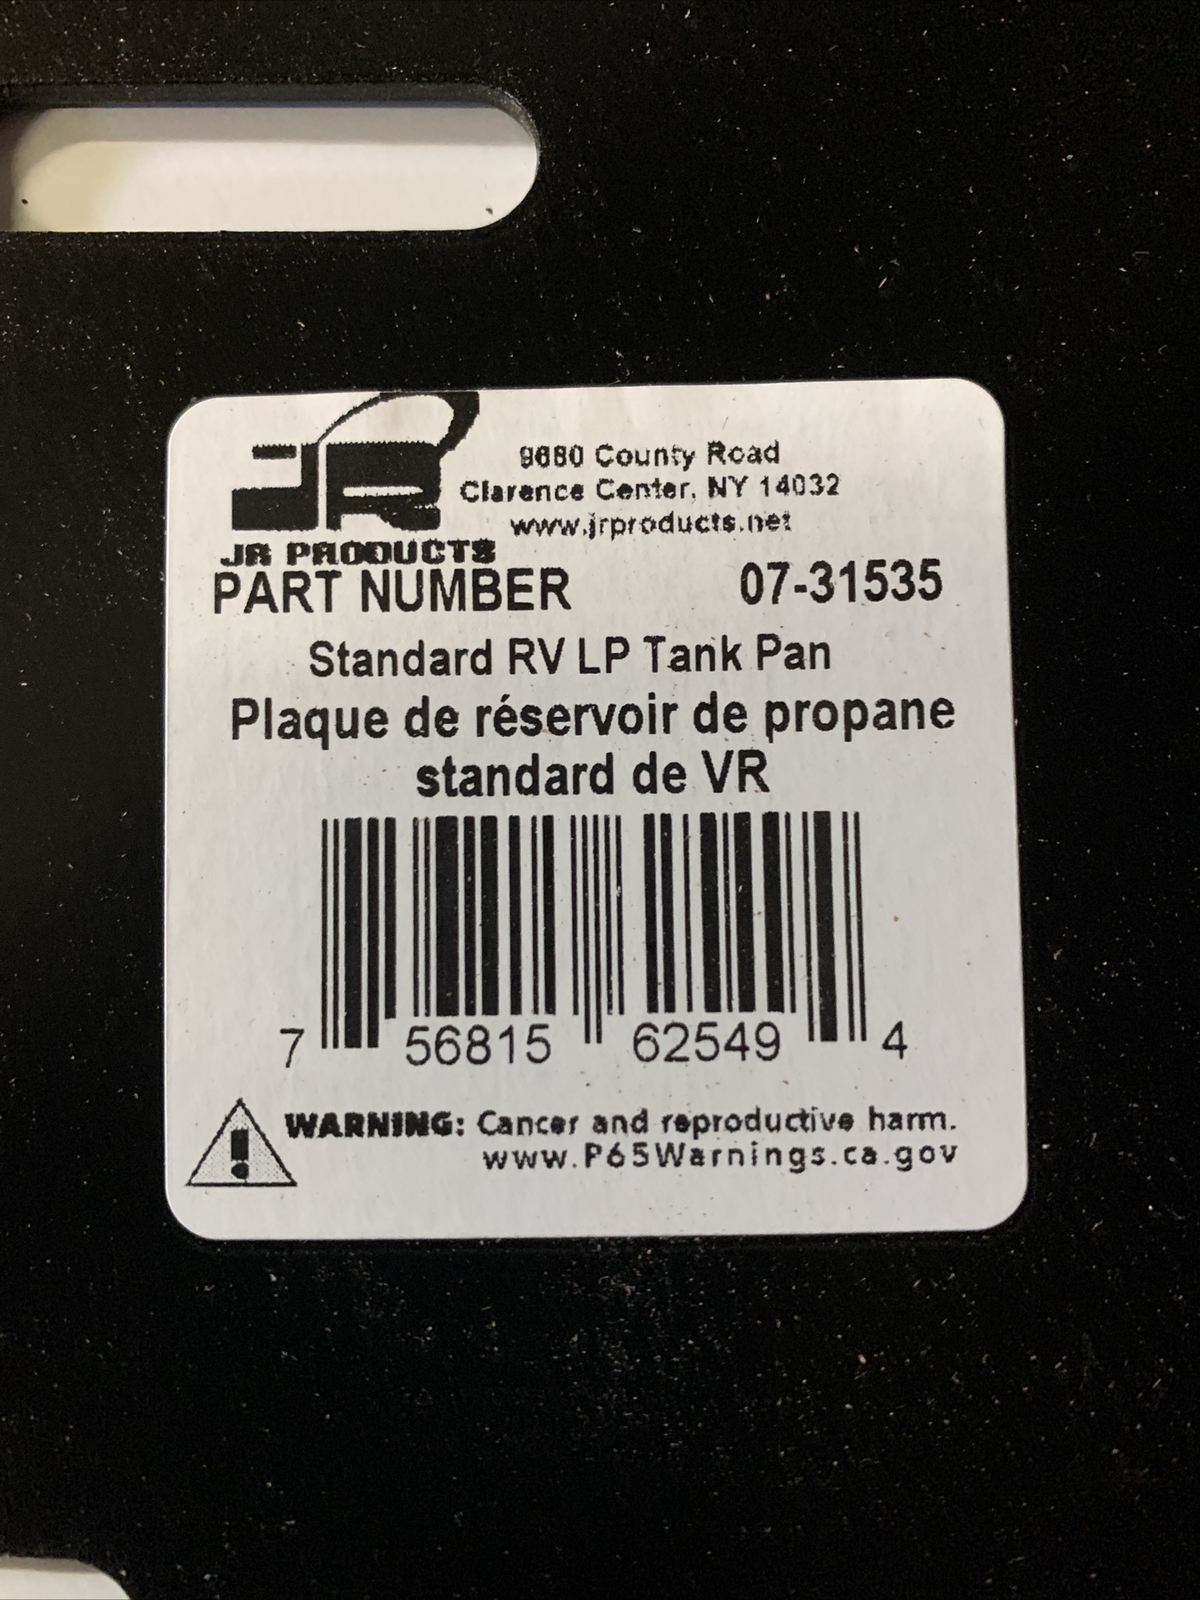 JR PRODUCTS
9680 County Road
Clarence Center, NY 14032
www.jrproducts.net
PART NUMBER 07-31535
Standard RV LP Tank Pan
Plaque de réservoir de propane
standard de VR
7 56815 62549 4
WARNING: Cancer and reproductive harm.
www.P65Warnings.ca.gov